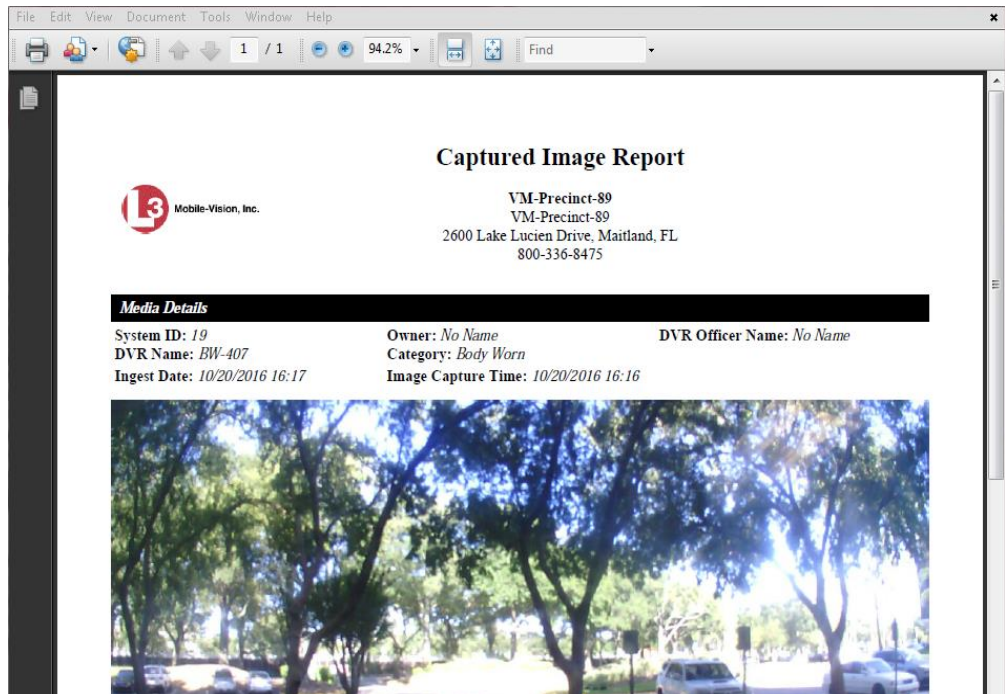 File Edit View Document Tools Window Help
1 / 1 94.2% Find
Captured Image Report
L3 Mobile-Vision, Inc.
VM-Precinct-89
VM-Precinct-89
2600 Lake Lucien Drive, Maitland, FL
800-336-8475
Media Details
System ID: 19 Owner: No Name DVR Officer Name: No Name
DVR Name: BW-407 Category: Body Worn
Ingest Date: 10/20/2016 16:17 Image Capture Time: 10/20/2016 16:16